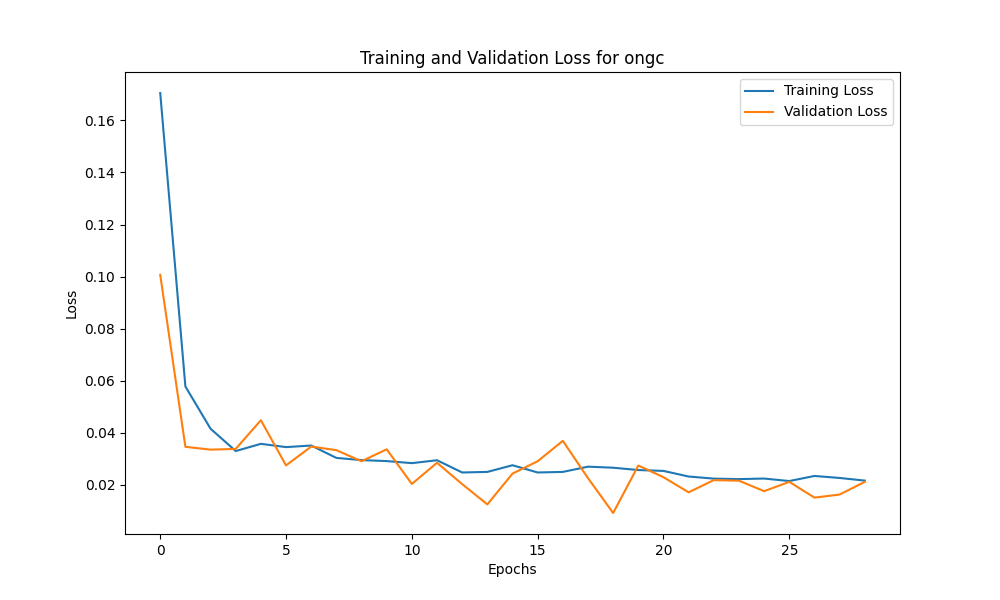 Training and Validation Loss for ongc
Training Loss
Validation Loss
0.16
0.14
0.12
0.10
0.08
0.06
0.04
0.02
Loss
0 5 10 15 20 25
Epochs